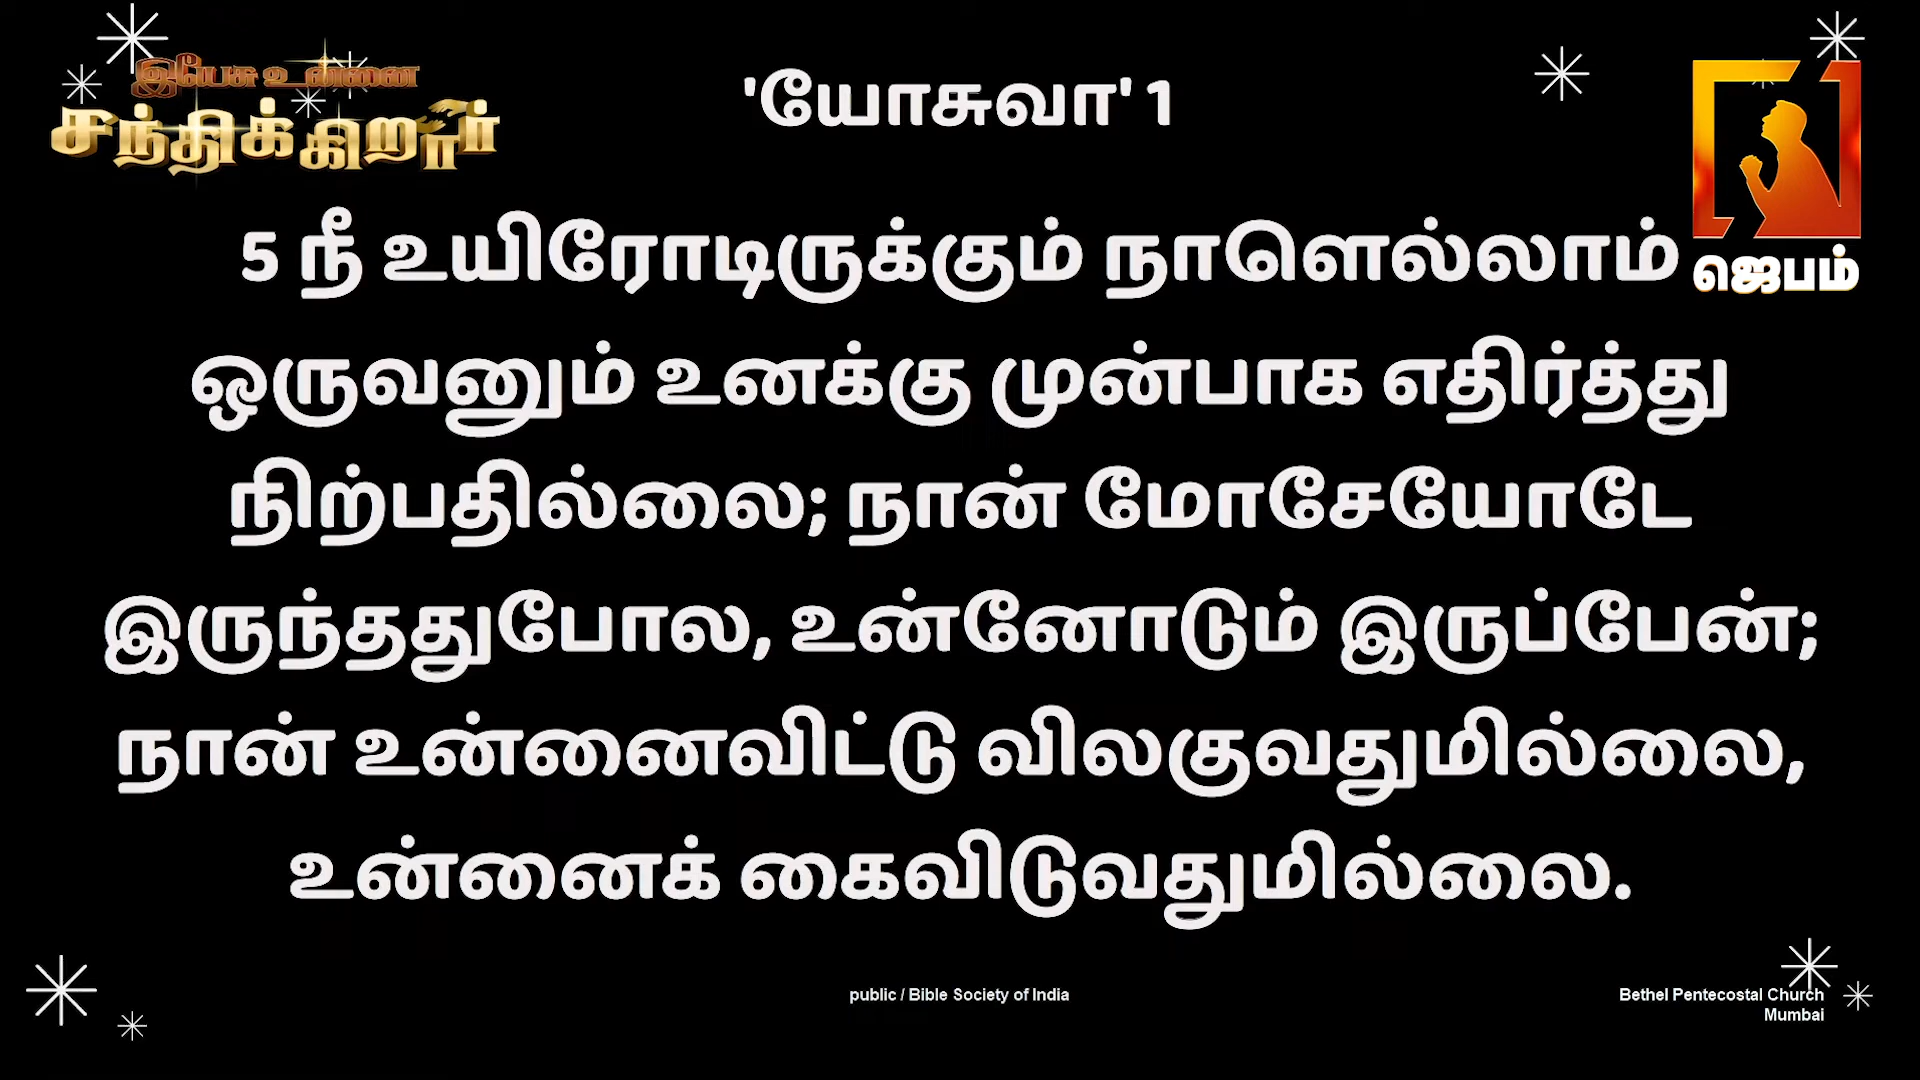 இயேசு உன்னை
சந்திக்கிறார்
'யோசுவா' 1
ஜெபம்
5 நீ உயிரோடிருக்கும் நாளெல்லாம்
ஒருவனும் உனக்கு முன்பாக எதிர்த்து
நிற்பதில்லை; நான் மோசேயோடே
இருந்ததுபோல, உன்னோடும் இருப்பேன்;
நான் உன்னைவிட்டு விலகுவதுமில்லை,
உன்னைக் கைவிடுவதுமில்லை.
public / Bible Society of India
Bethel Pentecostal Church
Mumbai